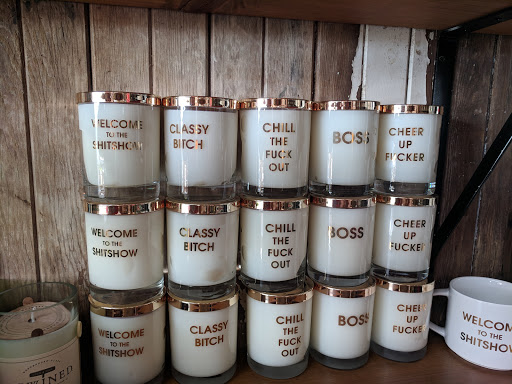 WELCOME
TO THE
SHITSHOW
CLASSY
BITCH
CHILL
THE
FUCK
OUT
BOSS
CHEER
UP
FUCKER
WELCOME
TO THE
SHITSHOW
CLASSY
BITCH
CHILL
THE
FUCK
OUT
BOSS
CHEER
UP
FUCKER
WELCOME
TO THE
SHITSHOW
CLASSY
BITCH
CHILL
THE
FUCK
OUT
BOSS
CHEER
UP
FUCKE
WELCOME
TO THE
SHITSHOW